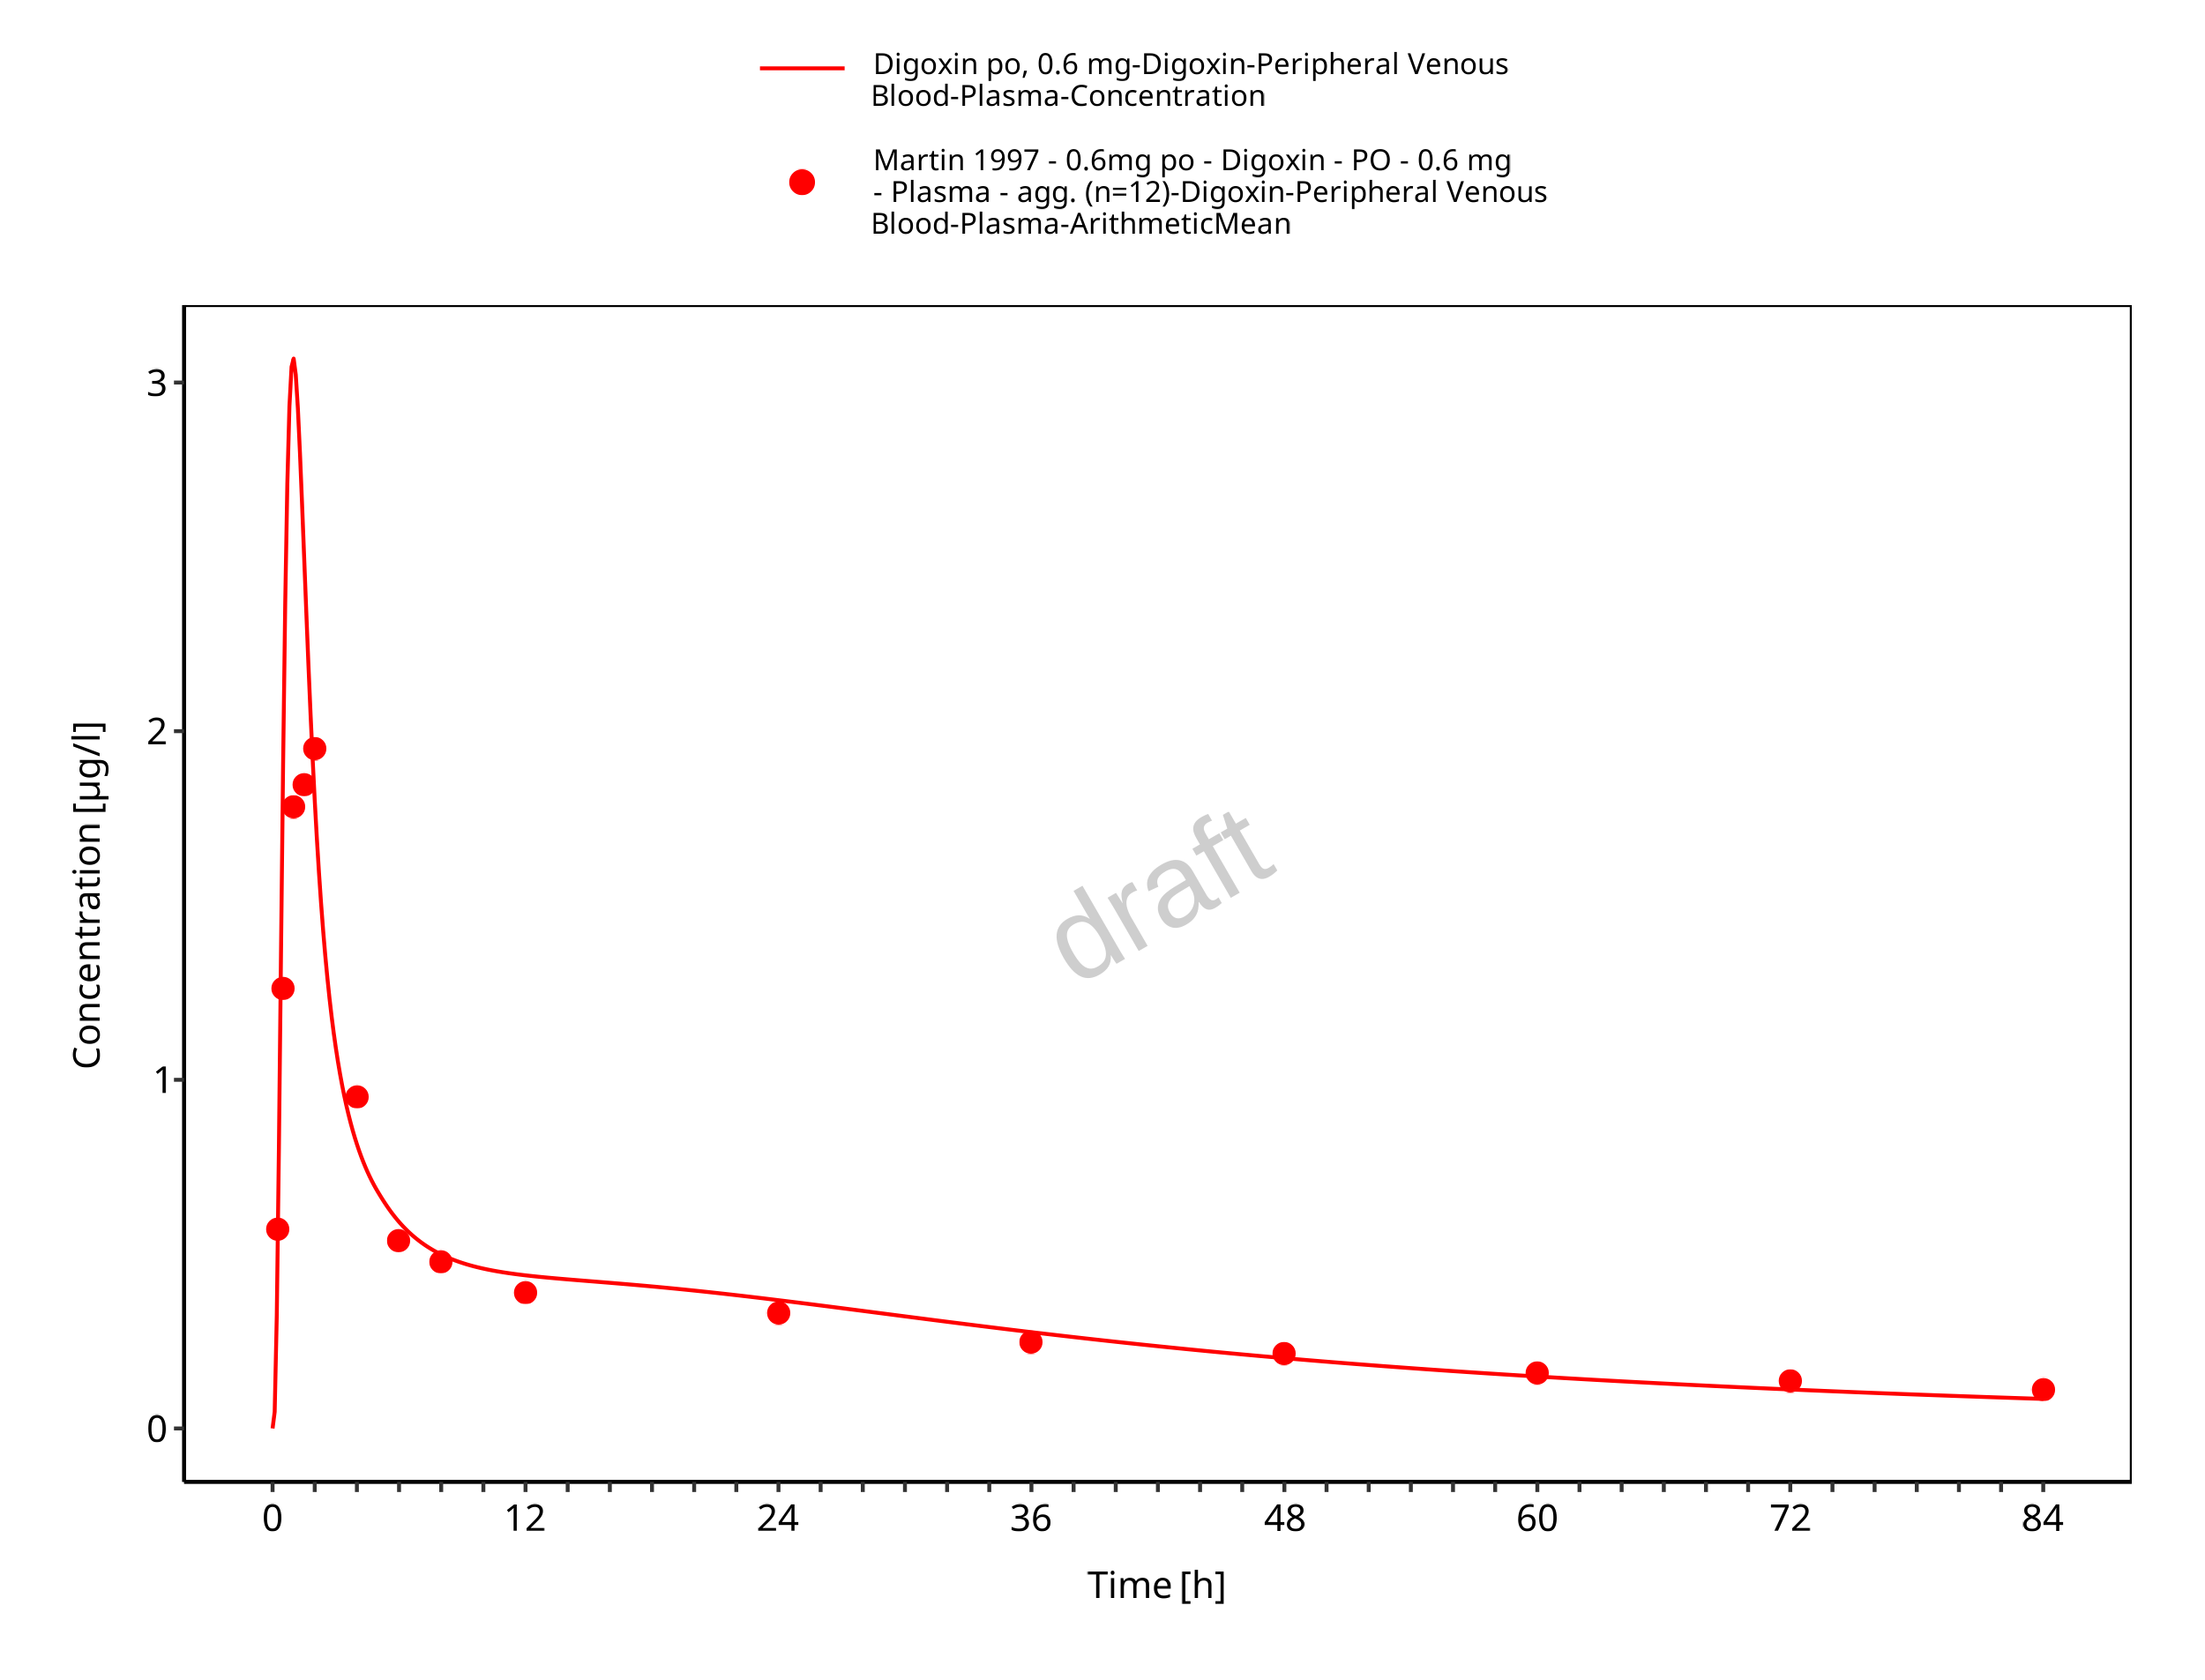 Digoxin po, 0.6 mg-Digoxin-Peripheral Venous
Blood-Plasma-Concentration
Martin 1997 - 0.6mg po - Digoxin - PO - 0.6 mg
- Plasma - agg. (n=12)-Digoxin-Peripheral Venous
Blood-Plasma-ArithmeticMean
3
2
1
0
Concentration [µg/l]
draft
0 12 24 36 48 60 72 84
Time [h]